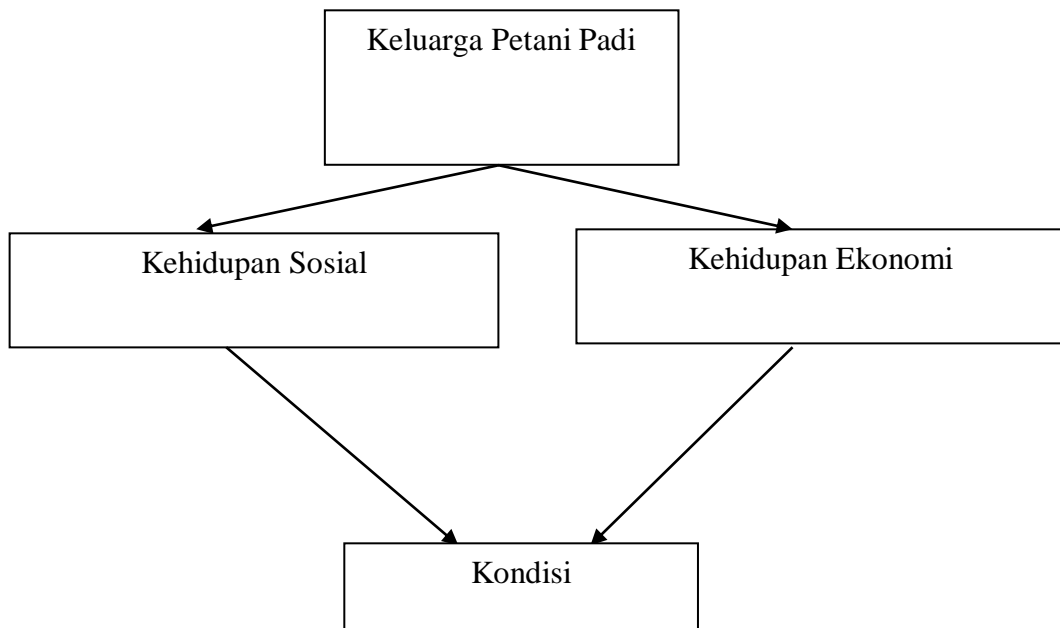 Keluarga Petani Padi
Kehidupan Sosial
Kehidupan Ekonomi
Kondisi